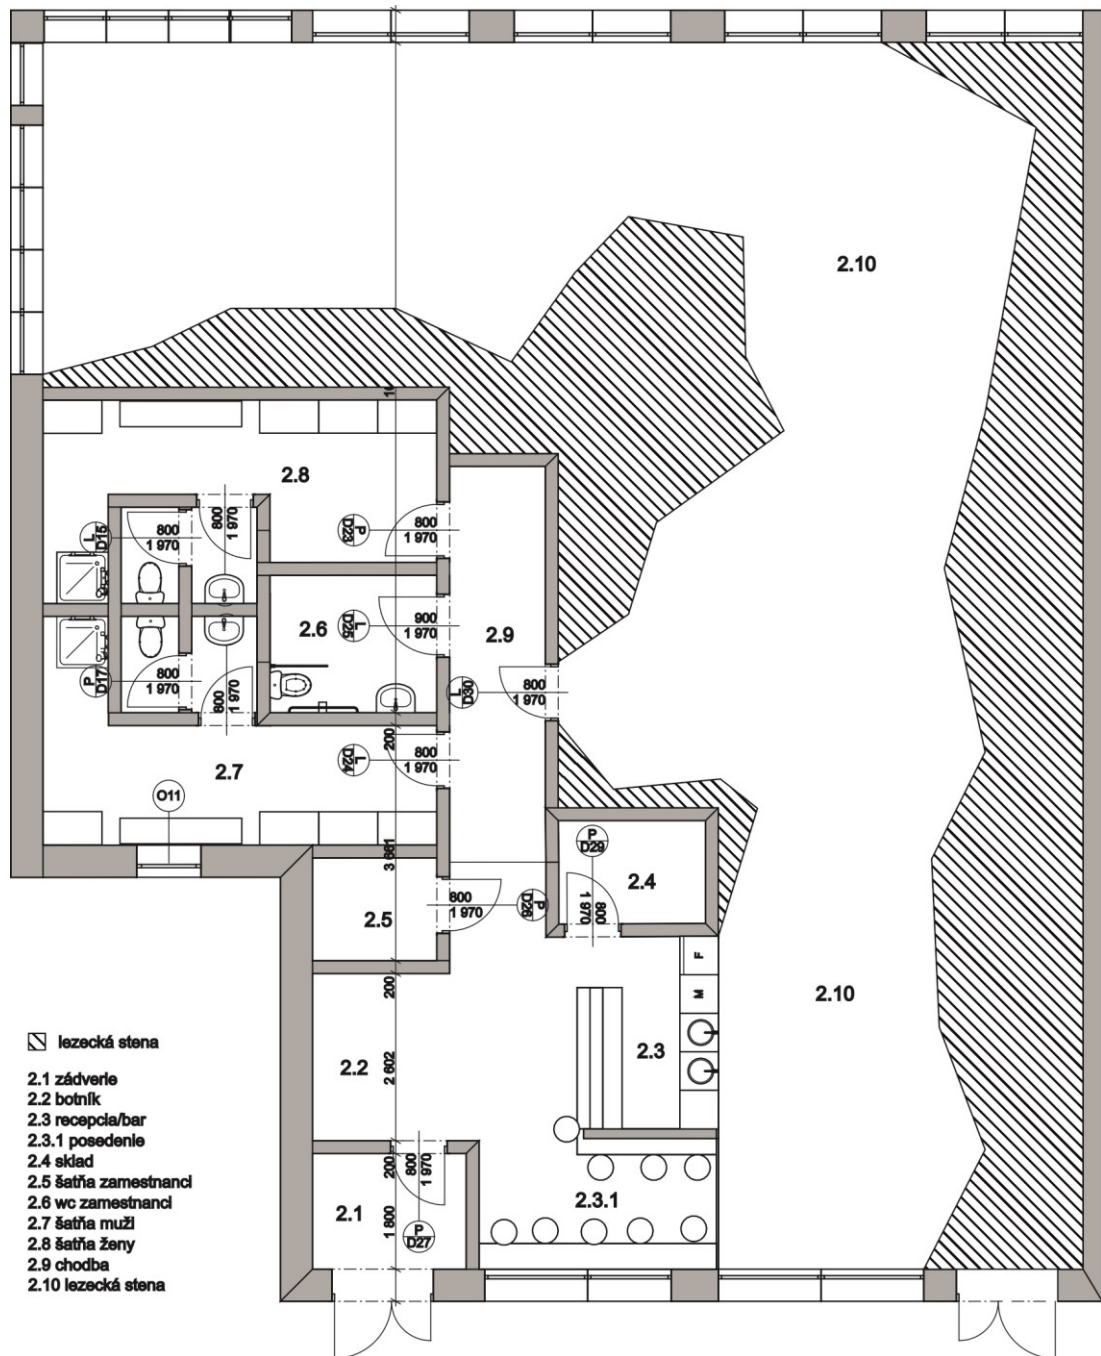 2.10
10
2.8
L
D15
800
1 970
800
1 970
P
D23
800
1 970
2.6
L
D25
900
1 970
2.9
P
D17
800
1 970
800
1 970
L
D30
800
1 970
200
L
D24
800
1 970
2.7
O11
3 661
P
D29
2.4
800
1 970
2.5
800
1 970
P
D26
F
M
200
2.10
2.3
2.2
2 602
200
800
1 970
2.1
1 800
P
D27
2.3.1
lezecká stena
2.1 zádverie
2.2 botník
2.3 recepcia/bar
2.3.1 posedenie
2.4 sklad
2.5 šatňa zamestnanci
2.6 wc zamestnanci
2.7 šatňa muži
2.8 šatňa ženy
2.9 chodba
2.10 lezecká stena